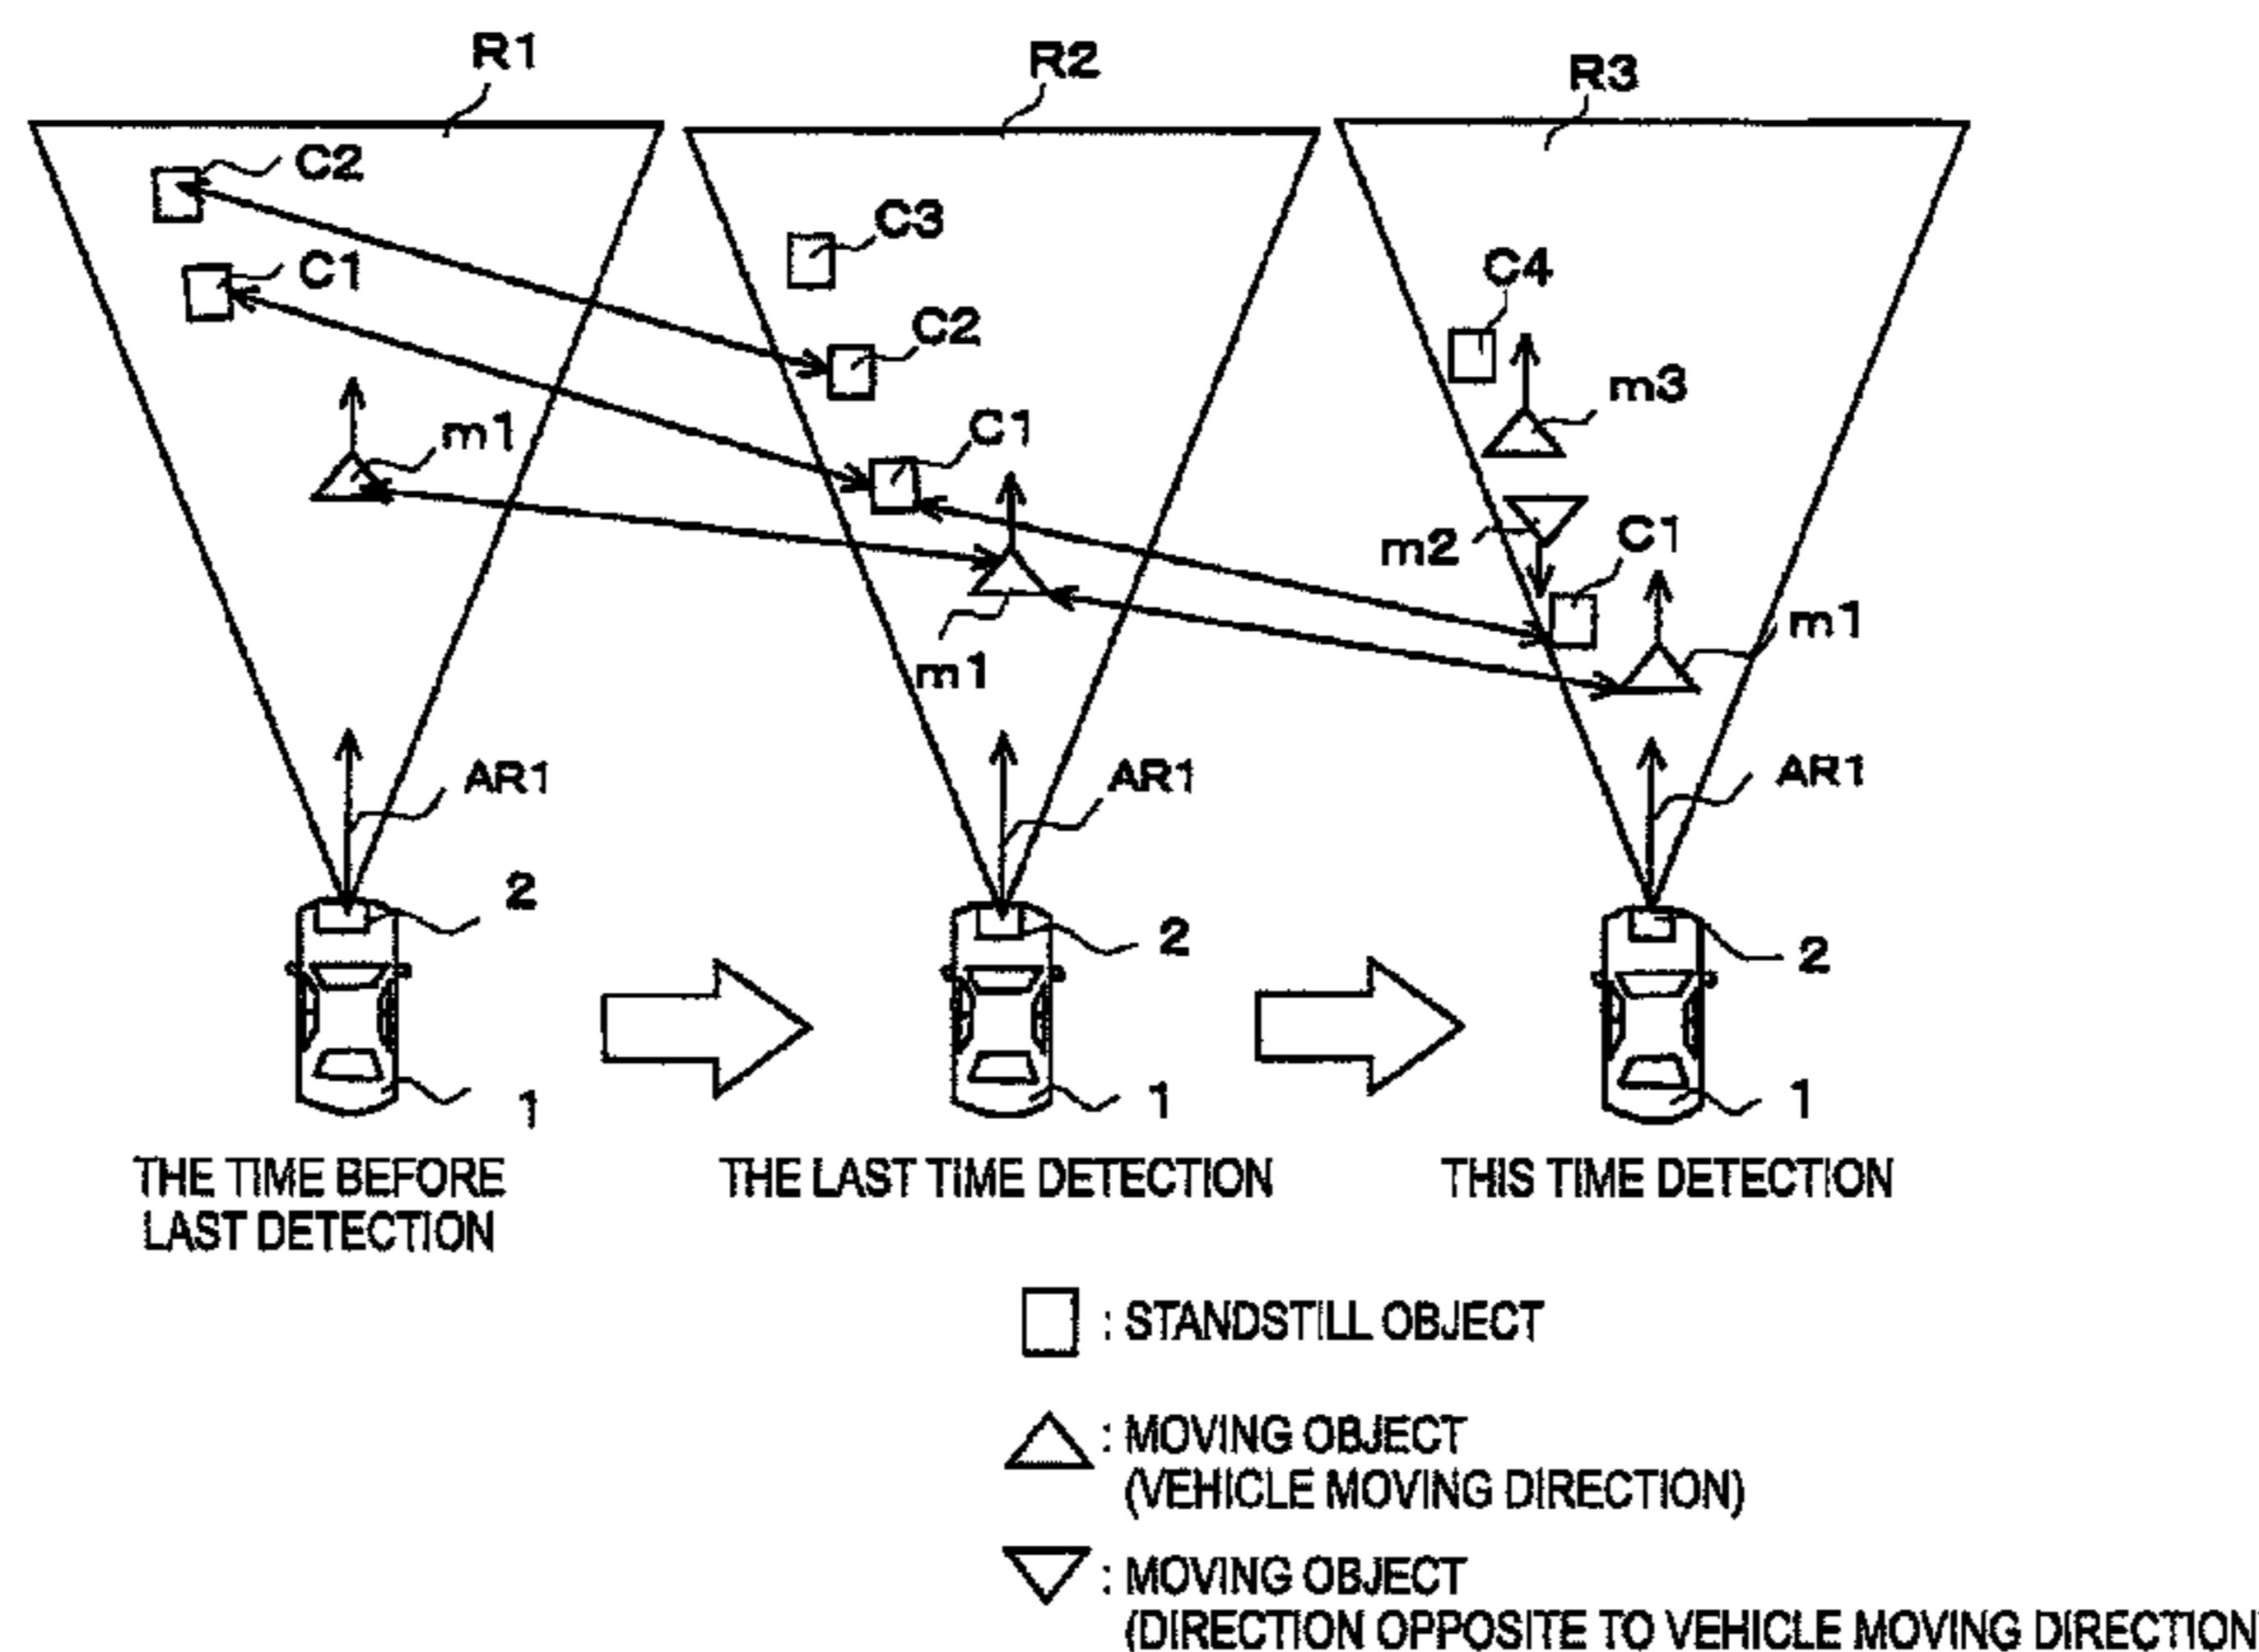 R1
R2
R3
C2
C1
m1
C3
C2
C1
m1
C4
m3
m2
C1
m1
AR1
AR1
AR1
2
2
2
1
1
1
THE TIME BEFORE
LAST DETECTION
THE LAST TIME DETECTION
THIS TIME DETECTION
: STANDSTILL OBJECT
: MOVING OBJECT
(VEHICLE MOVING DIRECTION)
: MOVING OBJECT
(DIRECTION OPPOSITE TO VEHICLE MOVING DIRECTION